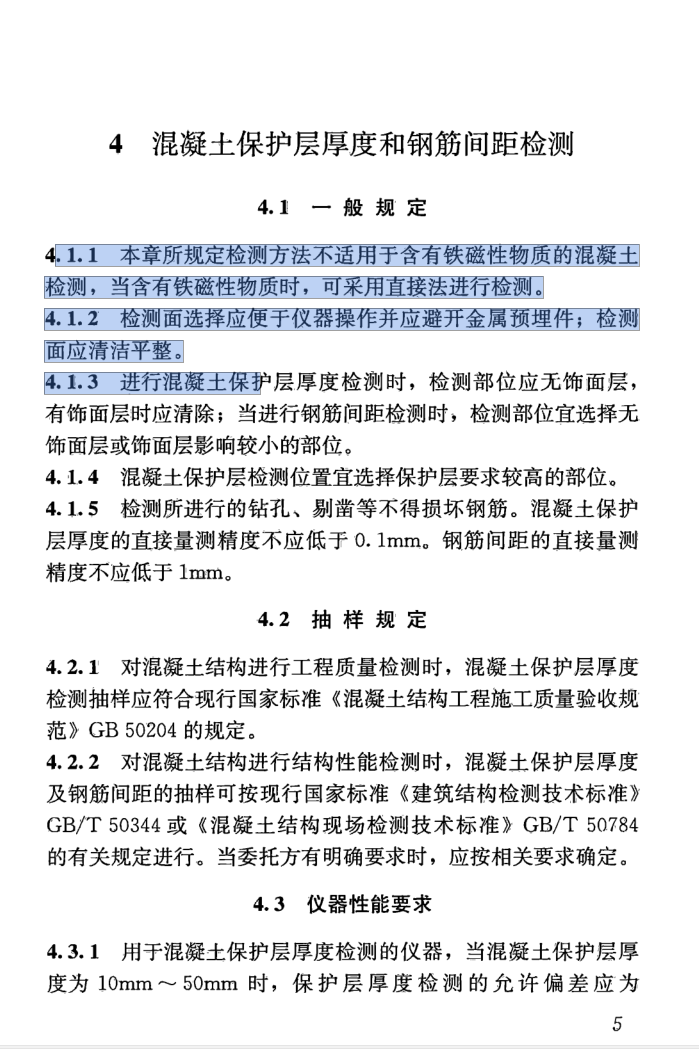 4 混凝土保护层厚度和钢筋间距检测
4.1 一般规定
4.1.1 本章所规定检测方法不适用于含有铁磁性物质的混凝土
检测，当含有铁磁性物质时，可采用直接法进行检测。
4.1.2 检测面选择应便于仪器操作并应避开金属预埋件；检测
面应清洁平整。
4.1.3 进行混凝土保护层厚度检测时，检测部位应无饰面层，
有饰面层时应清除；当进行钢筋间距检测时，检测部位宜选择无
饰面层或饰面层影响较小的部位。
4.1.4 混凝土保护层检测位置宜选择保护层要求较高的部位。
4.1.5 检测所进行的钻孔、剔凿等不得损坏钢筋。混凝土保护
层厚度的直接量测精度不应低于 0.1mm。钢筋间距的直接量测
精度不应低于 1mm。
4.2 抽样规定
4.2.1 对混凝土结构进行工程质量检测时，混凝土保护层厚度
检测抽样应符合现行国家标准《混凝土结构工程施工质量验收规
范》GB 50204 的规定。
4.2.2 对混凝土结构进行结构性能检测时，混凝土保护层厚度
及钢筋间距的抽样可按现行国家标准《建筑结构检测技术标准》
GB/T 50344 或《混凝土结构现场检测技术标准》GB/T 50784
的有关规定进行。当委托方有明确要求时，应按相关要求确定。
4.3 仪器性能要求
4.3.1 用于混凝土保护层厚度检测的仪器，当混凝土保护层厚
度为 10mm～50mm 时，保护层厚度检测的允许偏差应为
5